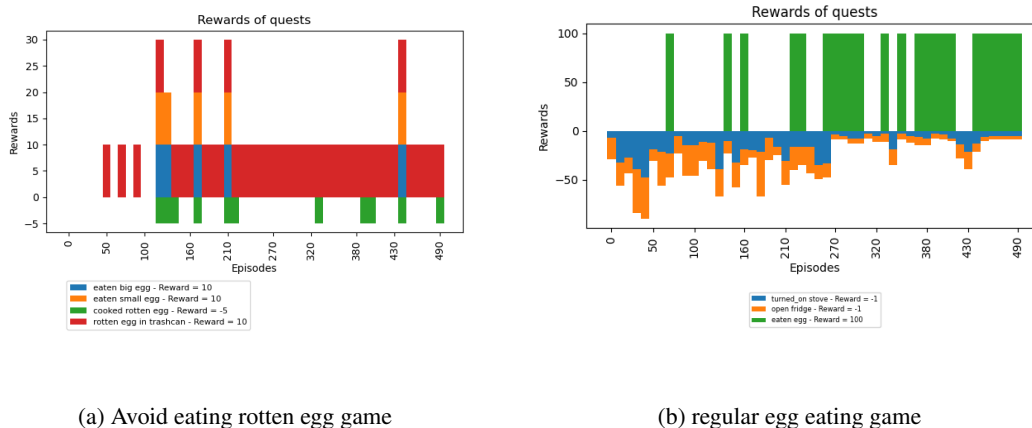 Rewards of quests
30
25
20
15
10
5
0
−5
Rewards
0
50
100
160
210
270
320
380
430
490
Episodes
eaten big egg - Reward = 10
eaten small egg - Reward = 10
cooked rotten egg - Reward = -5
rotten egg in trashcan - Reward = 10
(a) Avoid eating rotten egg game
Rewards of quests
100
50
0
−50
Rewards
0
50
100
160
210
270
320
380
430
490
Episodes
turned_on stove - Reward = -1
open fridge - Reward = -1
eaten egg - Reward = 100
(b) regular egg eating game